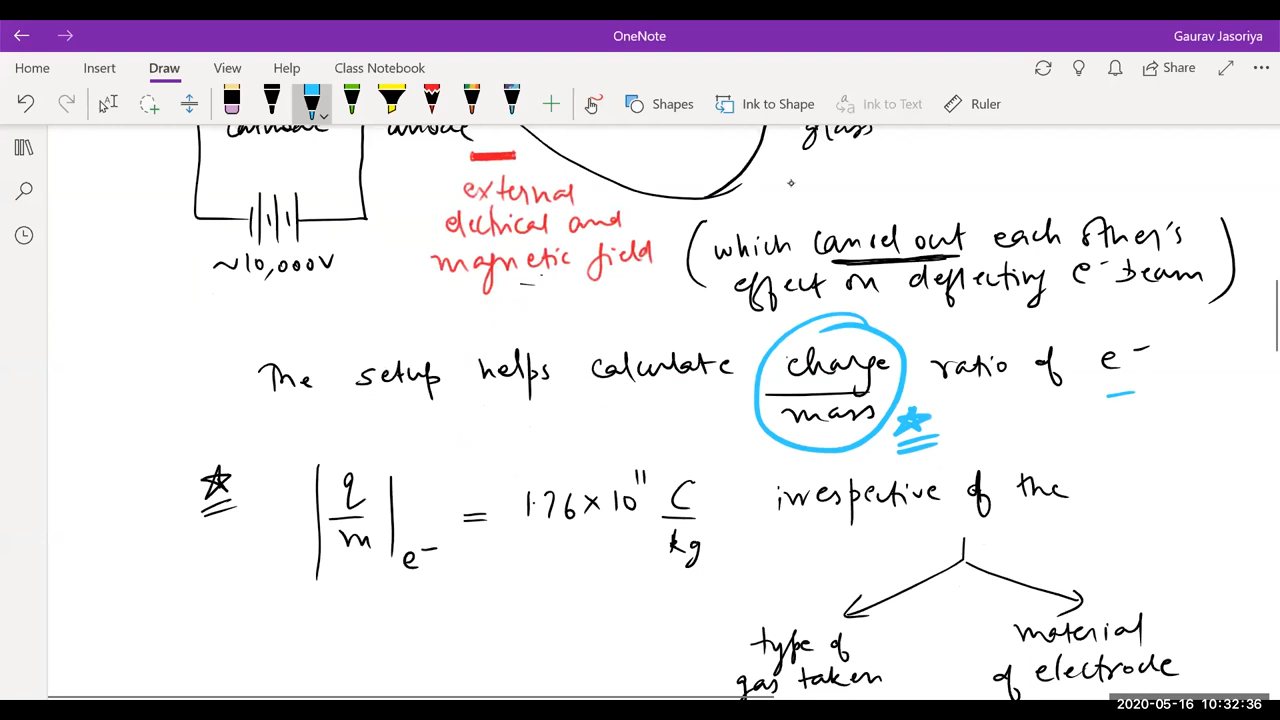 OneNote
Gaurav Jasoriya
Home Insert Draw View Help Class Notebook Share
Shapes Ink to Shape Ink to Text Ruler
cathode anode glass
external
electrical and
magnetic field
~10,000V
(which cancel out each other's
effect on deflecting e⁻ beam)
The setup helps calculate charge/mass ratio of e⁻
|q/m| e⁻ = 1.76 × 10¹¹ C/kg irrespective of the
type of
gas taken
material
of electrode
2020-05-16 10:32:36